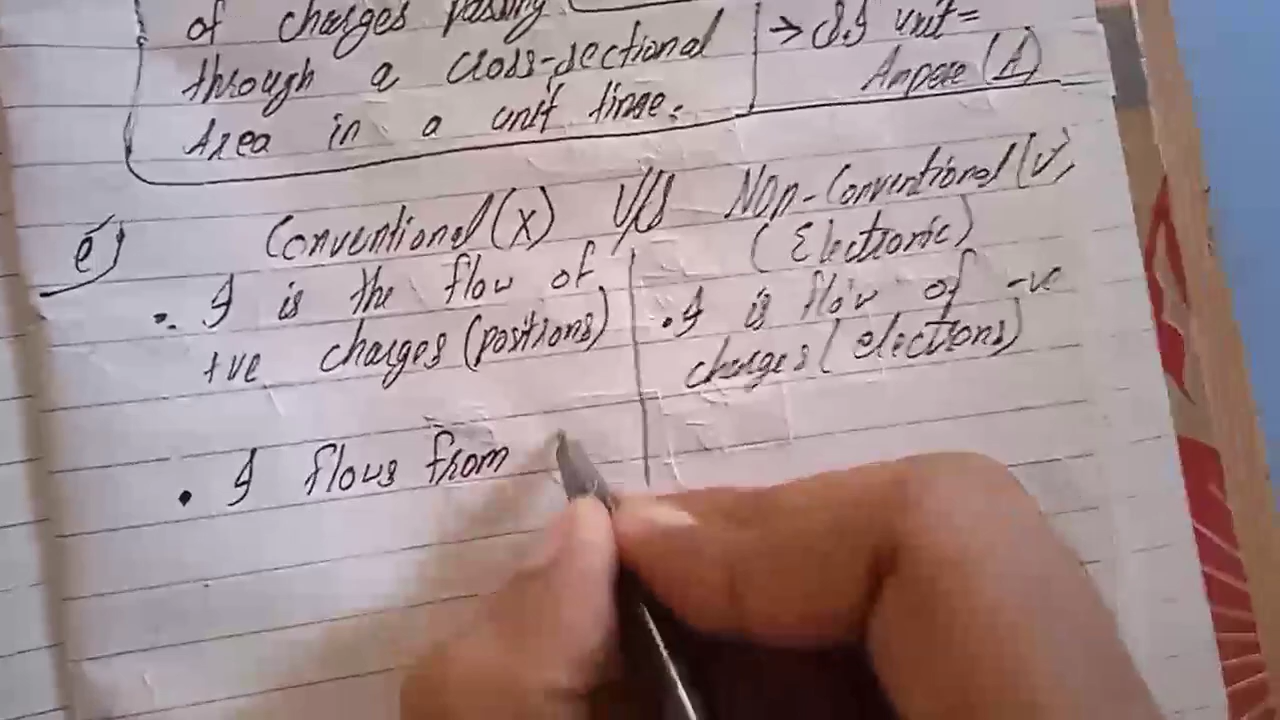 of charges passing
through a cross-sectional
Area in a unit time.
→ S.I unit =
Ampere (A)
e) Conventional (x) V/S Non-Conventional (✓)
(Electronic)
I is the flow of
+ve charges (positions)
• I is flow of -ve
charges (electrons)
• I flows from